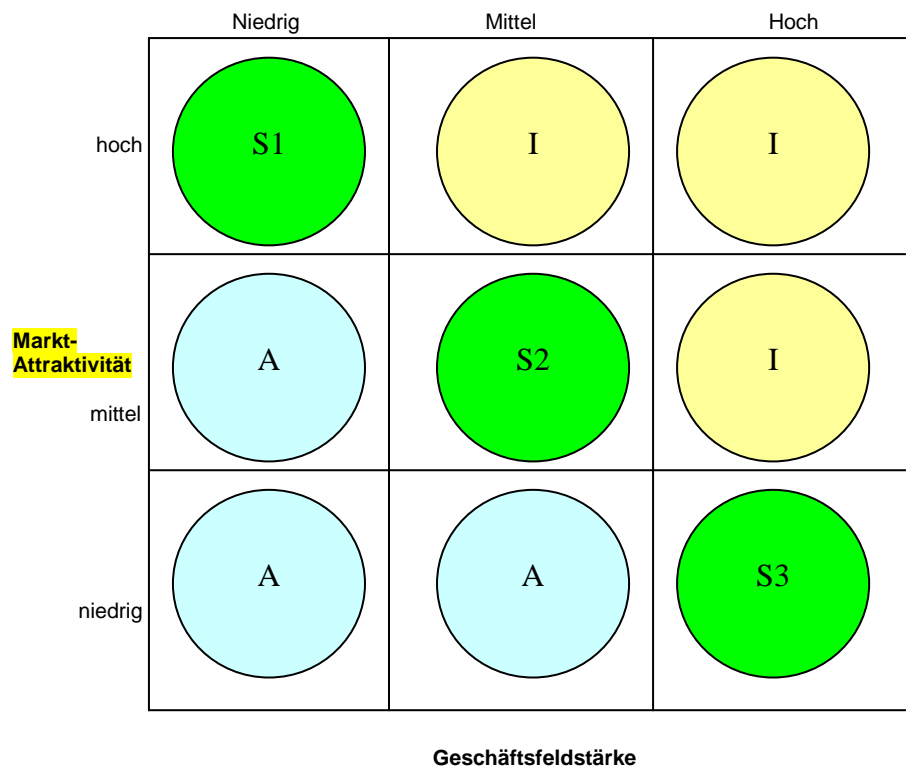 Niedrig Mittel Hoch
hoch S1 I I
Markt-
Attraktivität
mittel A S2 I
niedrig A A S3
Geschäftsfeldstärke